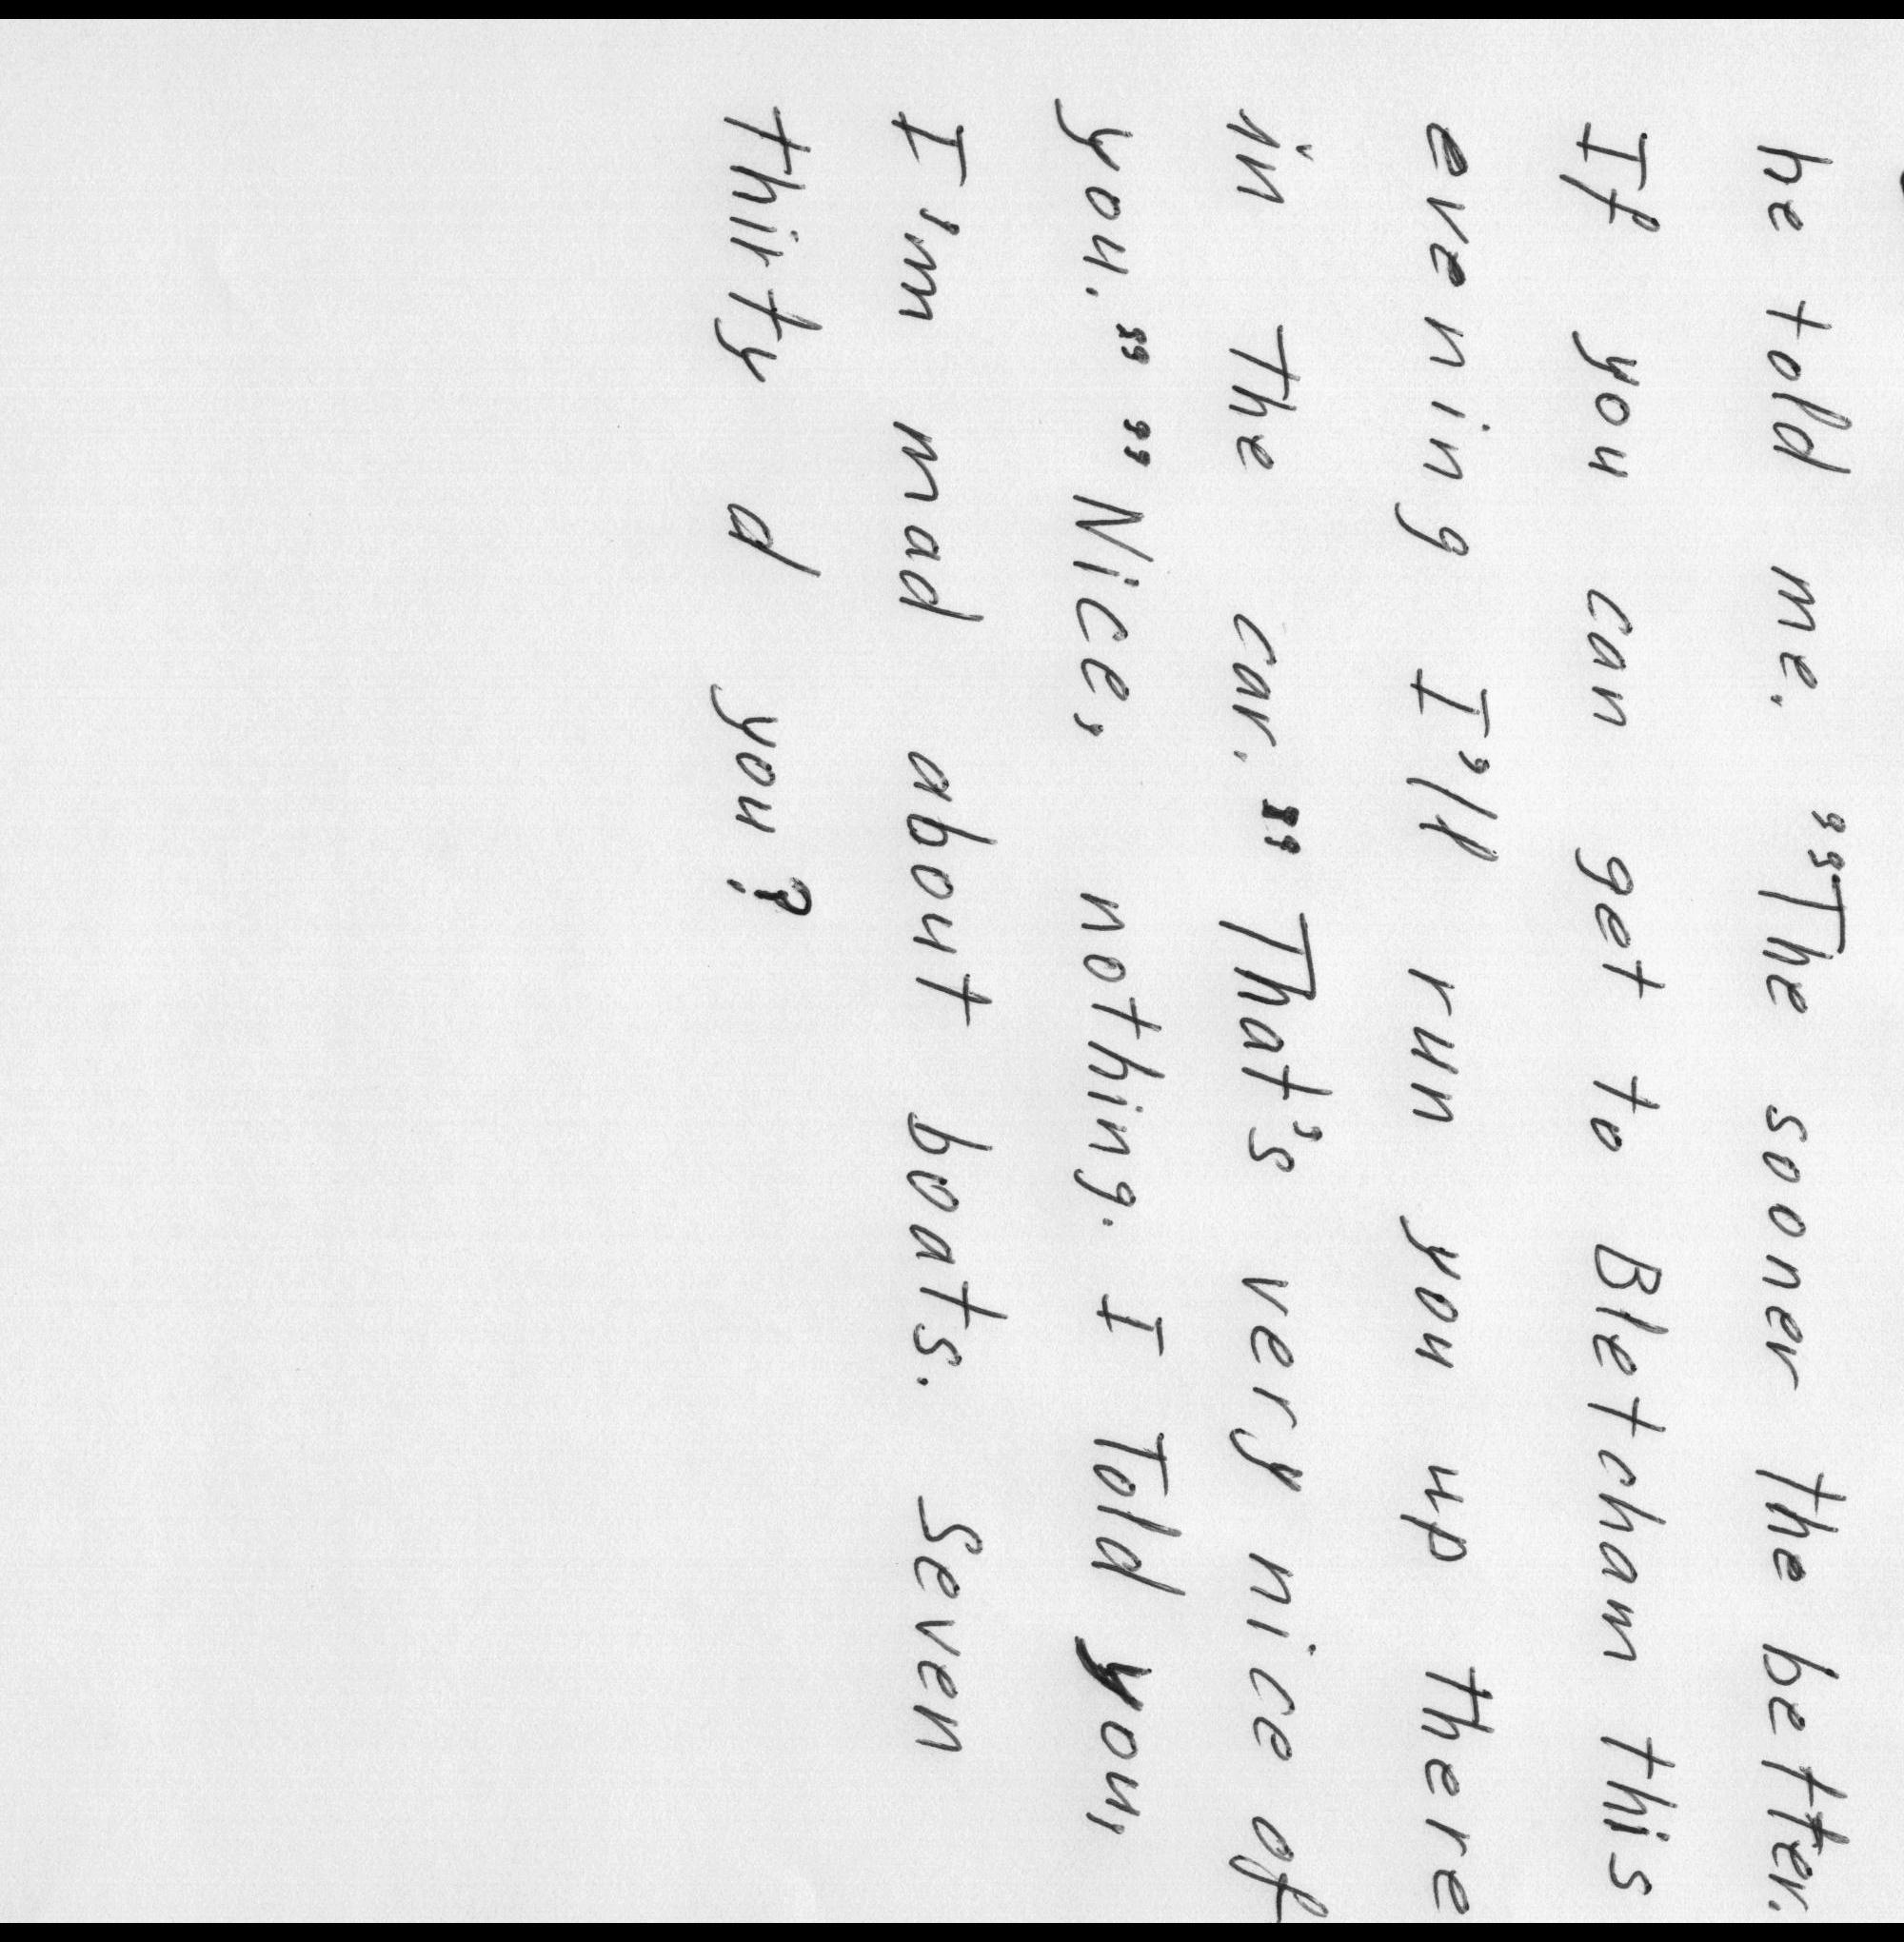 he told me. "The sooner the better.
If you can get to Bletcham this
evening I'll run you up there
in the car." That's very nice of
you." "Nice, nothing. I Told you,
I'm mad about boats. Seven
thirty d you?